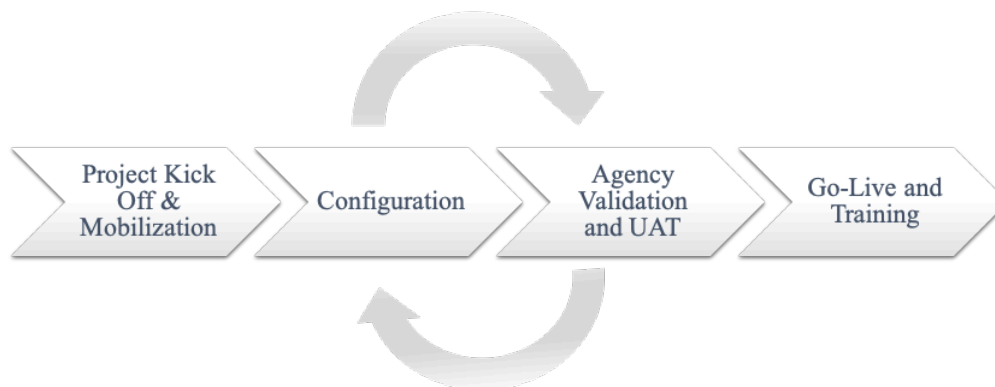 Project Kick
Off &
Mobilization
Configuration
Agency
Validation
and UAT
Go-Live and
Training